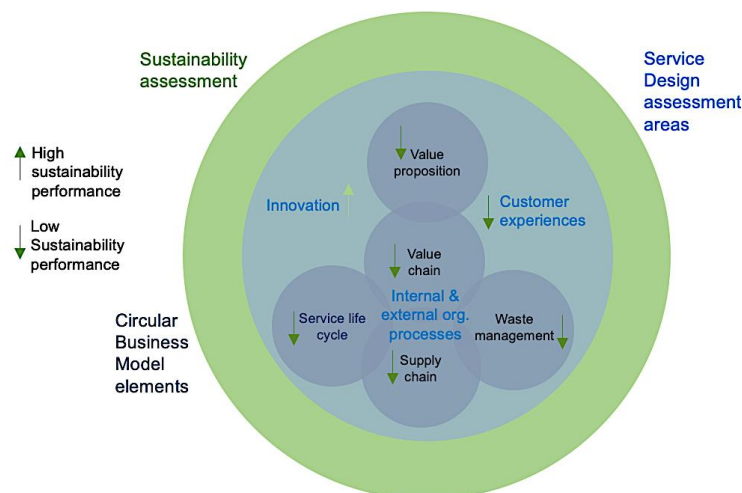 Sustainability
assessment
Service
Design
assessment
areas
High
sustainability
performance
Low
Sustainability
performance
Value
proposition
Innovation
Customer
experiences
Value
chain
Internal &
external org.
processes
Service life
cycle
Waste
management
Supply
chain
Circular
Business
Model
elements